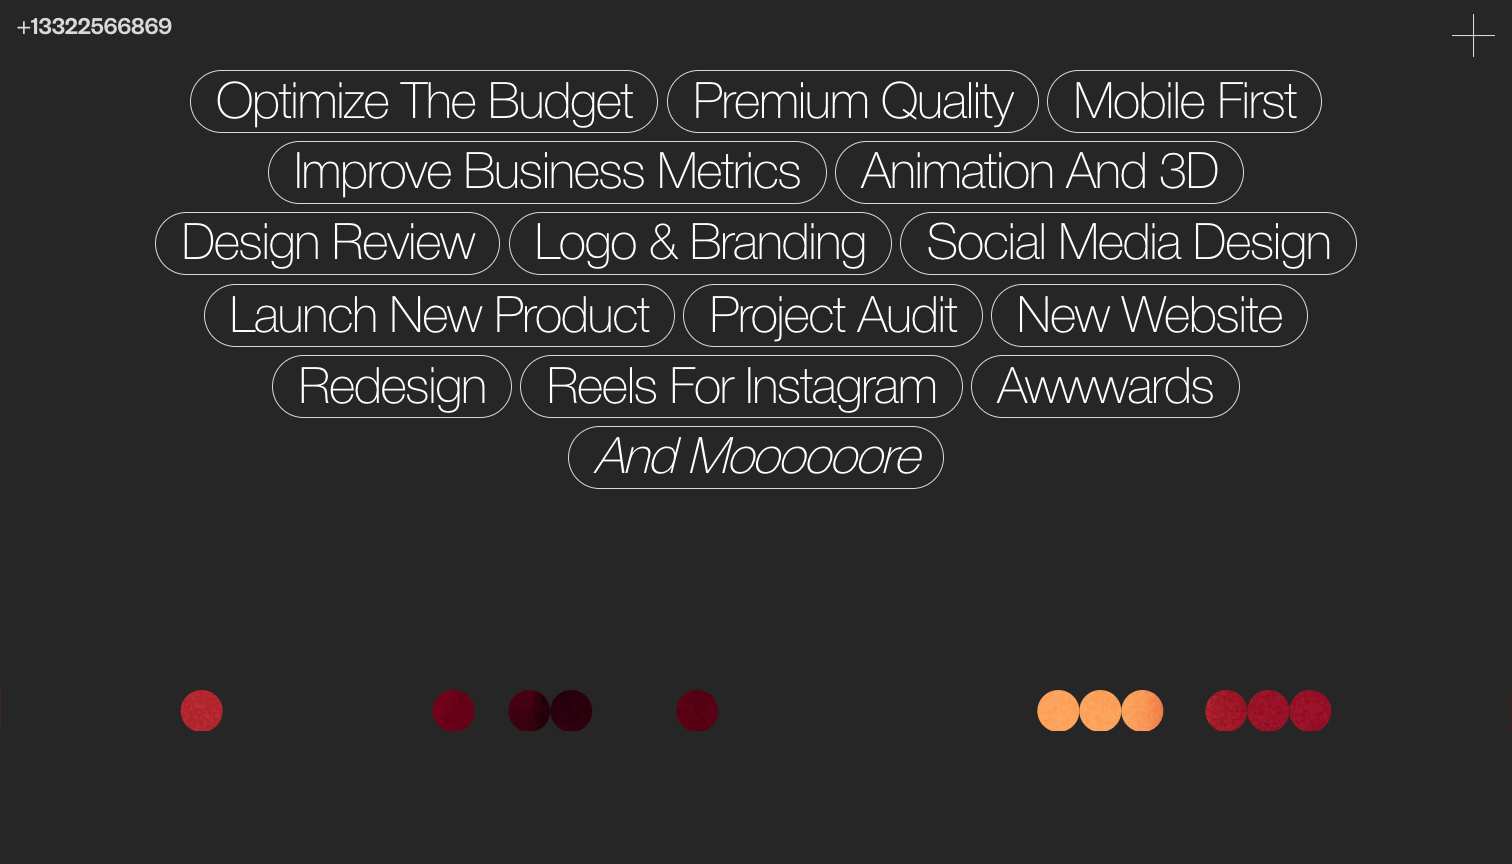 +13322566869
Optimize The Budget Premium Quality Mobile First
Improve Business Metrics Animation And 3D
Design Review Logo & Branding Social Media Design
Launch New Product Project Audit New Website
Redesign Reels For Instagram Awwwards
And Moooooore